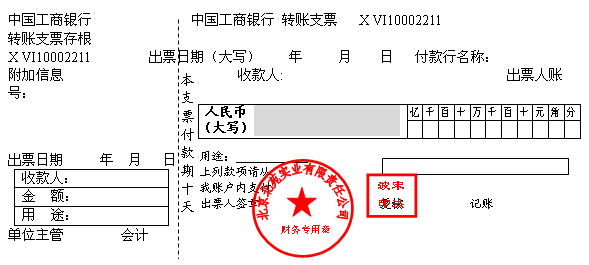 中国工商银行
转账支票存根
X VI10002211
附加信息
号:
出票日期 年 月 日
收款人:
金 额:
用 途:
单位主管 会计
本支票付款期十天
中国工商银行 转账支票 X VI10002211
出票日期（大写） 年 月 日 付款行名称:
收款人: 出票人账
人民币
(大写)
亿 千 百 十 万 千 百 十 元 角 分
用途:
上列款项请从
我账户内支付
出票人签章
实业有限责任公司
财务专用章
复核 记账